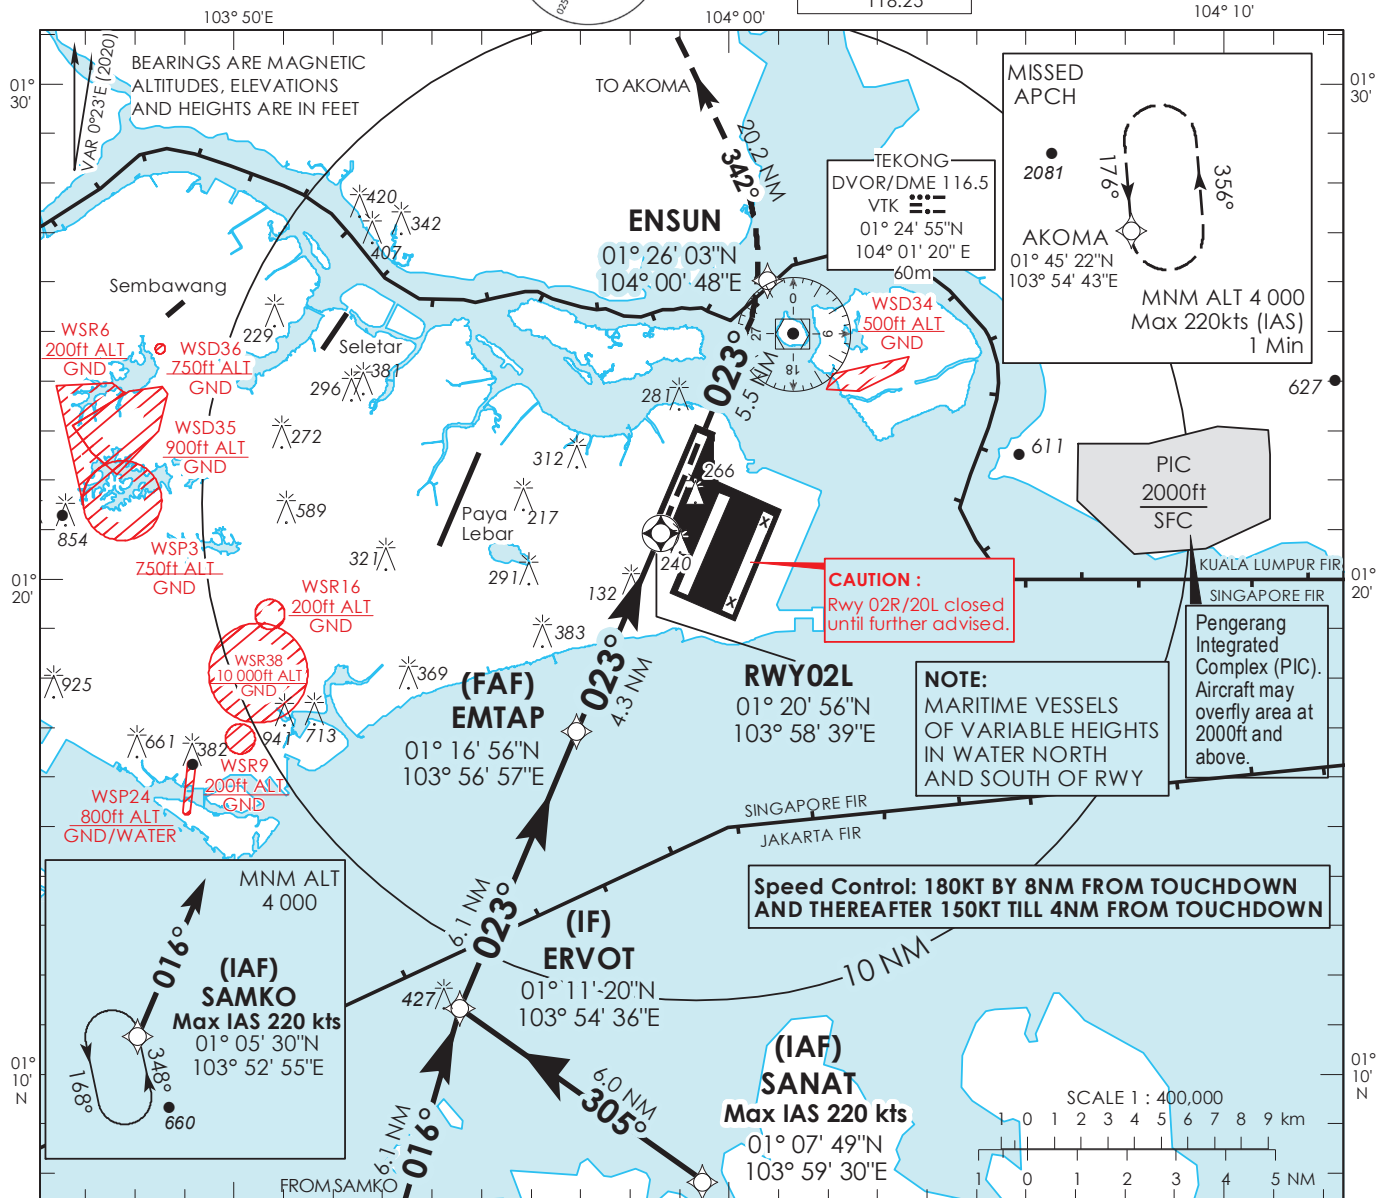 025
118.25
103° 50'E
104° 00'
104° 10'
01°
30'
01°
30'
VAR 0°23'E (2020)
BEARINGS ARE MAGNETIC
ALTITUDES, ELEVATIONS
AND HEIGHTS ARE IN FEET
TO AKOMA
20.2 NM
342°
TEKONG
DVOR/DME 116.5
VTK
01° 24' 55"N
104° 01' 20" E
60m
MISSED
APCH
2081
176°
356°
AKOMA
01° 45' 22"N
103° 54' 43"E
MNM ALT 4 000
Max 220kts (IAS)
1 Min
420
342
407
ENSUN
01° 26' 03"N
104° 00' 48"E
Sembawang
229
Seletar
296
381
WSR6
200ft ALT
GND
WSD36
750ft ALT
GND
WSD35
900ft ALT
GND
WSD34
500ft ALT
GND
0
9
18
27
023°
5.5 NM
281
627
272
312
266
611
PIC
2000ft
SFC
589
217
Paya
Lebar
854
WSP3
750ft ALT
GND
321
291
240
X
X
132
01°
20'
01°
20'
KUALA LUMPUR FIR
SINGAPORE FIR
CAUTION :
Rwy 02R/20L closed
until further advised.
WSR16
200ft ALT
GND
383
Pengerang
Integrated
Complex (PIC).
Aircraft may
overfly area at
2000ft and
above.
WSR38
10 000ft ALT
GND
925
369
023°
4.3 NM
RWY02L
01° 20' 56"N
103° 58' 39"E
NOTE:
MARITIME VESSELS
OF VARIABLE HEIGHTS
IN WATER NORTH
AND SOUTH OF RWY
(FAF)
EMTAP
01° 16' 56"N
103° 56' 57"E
661
382
941
713
WSR9
200ft ALT
GND
WSP24
800ft ALT
GND/WATER
SINGAPORE FIR
JAKARTA FIR
Speed Control: 180KT BY 8NM FROM TOUCHDOWN
AND THEREAFTER 150KT TILL 4NM FROM TOUCHDOWN
MNM ALT
4 000
016°
(IAF)
SAMKO
Max IAS 220 kts
01° 05' 30"N
103° 52' 55"E
168°
348°
660
6.1 NM
023°
(IF)
ERVOT
01° 11' 20"N
103° 54' 36"E
427
10 NM
(IAF)
SANAT
Max IAS 220 kts
01° 07' 49"N
103° 59' 30"E
6.0 NM
305°
6.1 NM
016°
FROM SAMKO
01°
10'
N
01°
10'
N
SCALE 1 : 400,000
1 0 1 2 3 4 5 6 7 8 9 km
1 0 1 2 3 4 5 NM